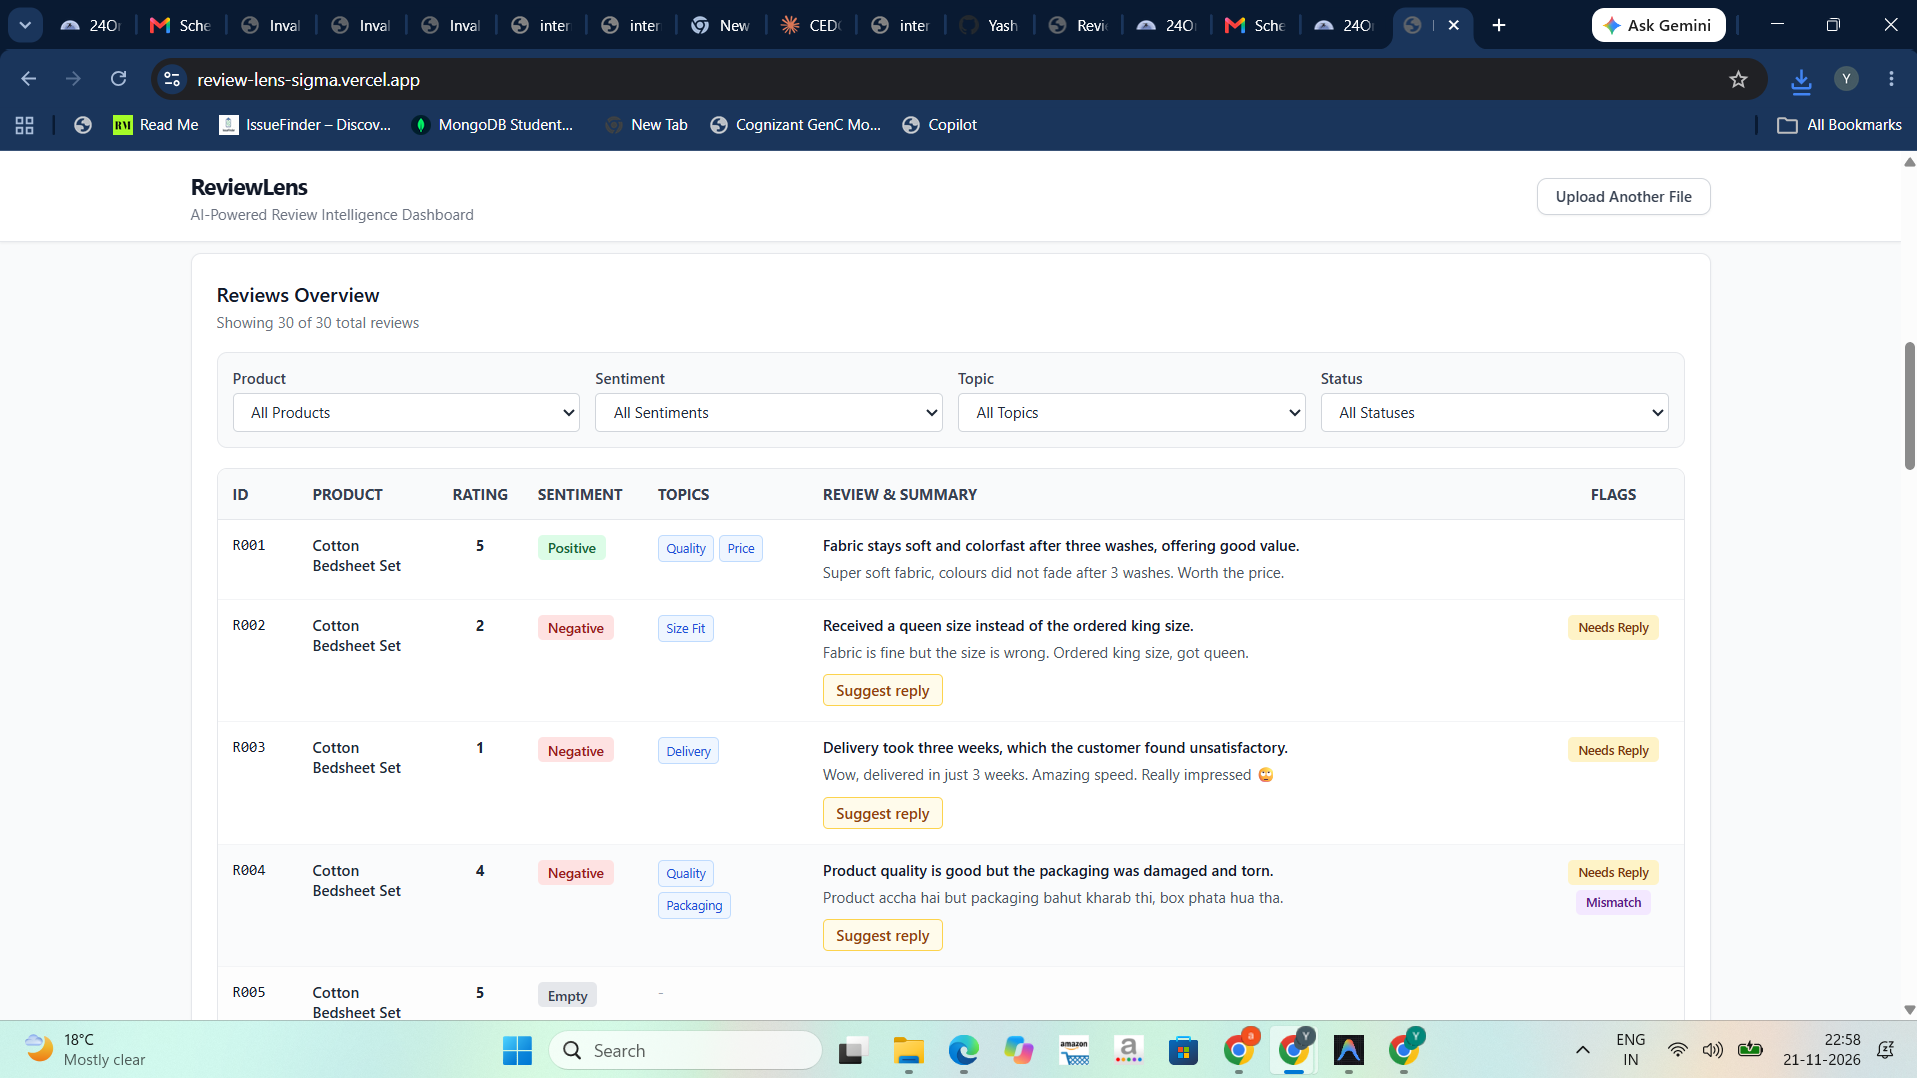 24O
Sche
Inval
Inval
Inval
inter
inter
New
CEDO
inter
Yash
Revie
24O
Sche
24O
Ask Gemini
review-lens-sigma.vercel.app
Y
RM Read Me
IssueFinder – Discov...
MongoDB Student...
New Tab
Cognizant GenC Mo...
Copilot
All Bookmarks
ReviewLens
AI-Powered Review Intelligence Dashboard
Upload Another File
Reviews Overview
Showing 30 of 30 total reviews
Product
Sentiment
Topic
Status
All Products
All Sentiments
All Topics
All Statuses
ID PRODUCT RATING SENTIMENT TOPICS REVIEW & SUMMARY FLAGS
R001
Cotton
Bedsheet Set
5
Positive
Quality
Price
Fabric stays soft and colorfast after three washes, offering good value.
Super soft fabric, colours did not fade after 3 washes. Worth the price.
R002
Cotton
Bedsheet Set
2
Negative
Size Fit
Received a queen size instead of the ordered king size.
Fabric is fine but the size is wrong. Ordered king size, got queen.
Suggest reply
Needs Reply
R003
Cotton
Bedsheet Set
1
Negative
Delivery
Delivery took three weeks, which the customer found unsatisfactory.
Wow, delivered in just 3 weeks. Amazing speed. Really impressed 🙄
Suggest reply
Needs Reply
R004
Cotton
Bedsheet Set
4
Negative
Quality
Packaging
Product quality is good but the packaging was damaged and torn.
Product accha hai but packaging bahut kharab thi, box phata hua tha.
Suggest reply
Needs Reply
Mismatch
R005
Cotton
Bedsheet Set
5
Empty
-
18°C
Mostly clear
Search
amazon
a
a
Y
Y
ENG
IN
22:58
21-11-2026